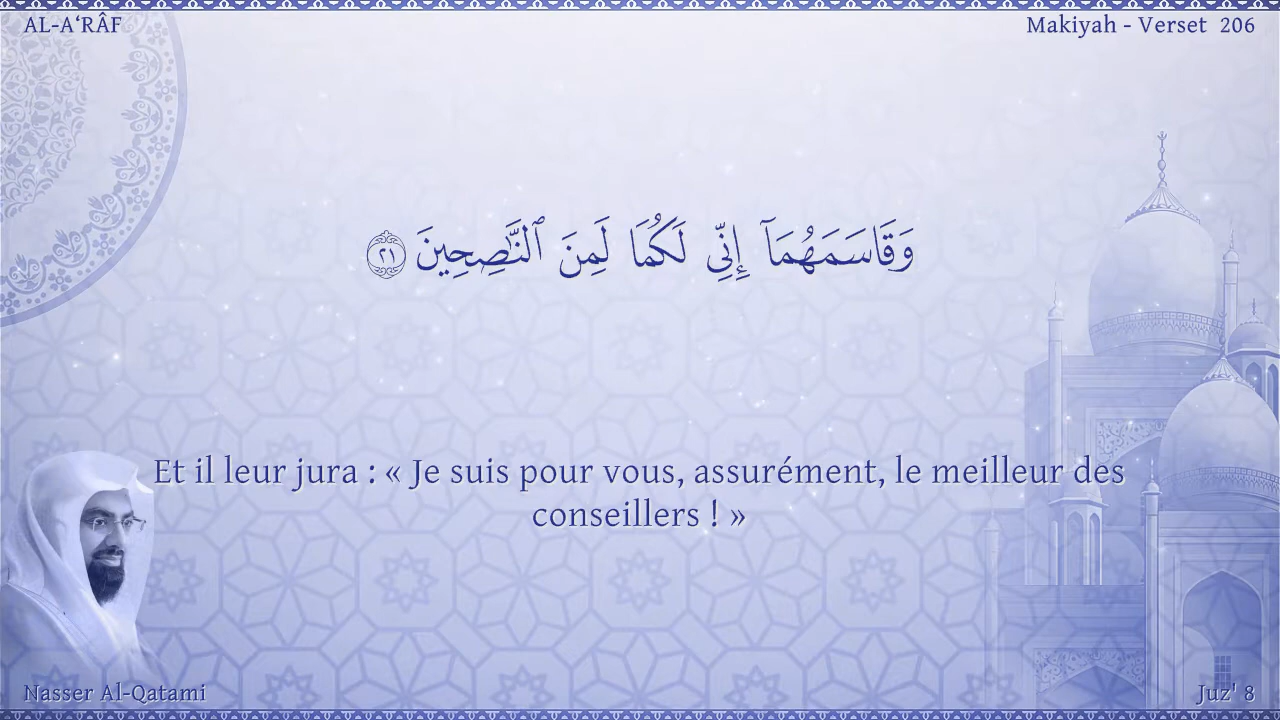 AL-A‘RÂF
Makiyah - Verset 206
وَقَاسَمَهُمَآ إِنِّي لَكُمَا لَمِنَ ٱلنَّـٰصِحِينَ ٢١
Et il leur jura : « Je suis pour vous, assurément, le meilleur des
conseillers ! »
Nasser Al-Qatami
Juz' 8